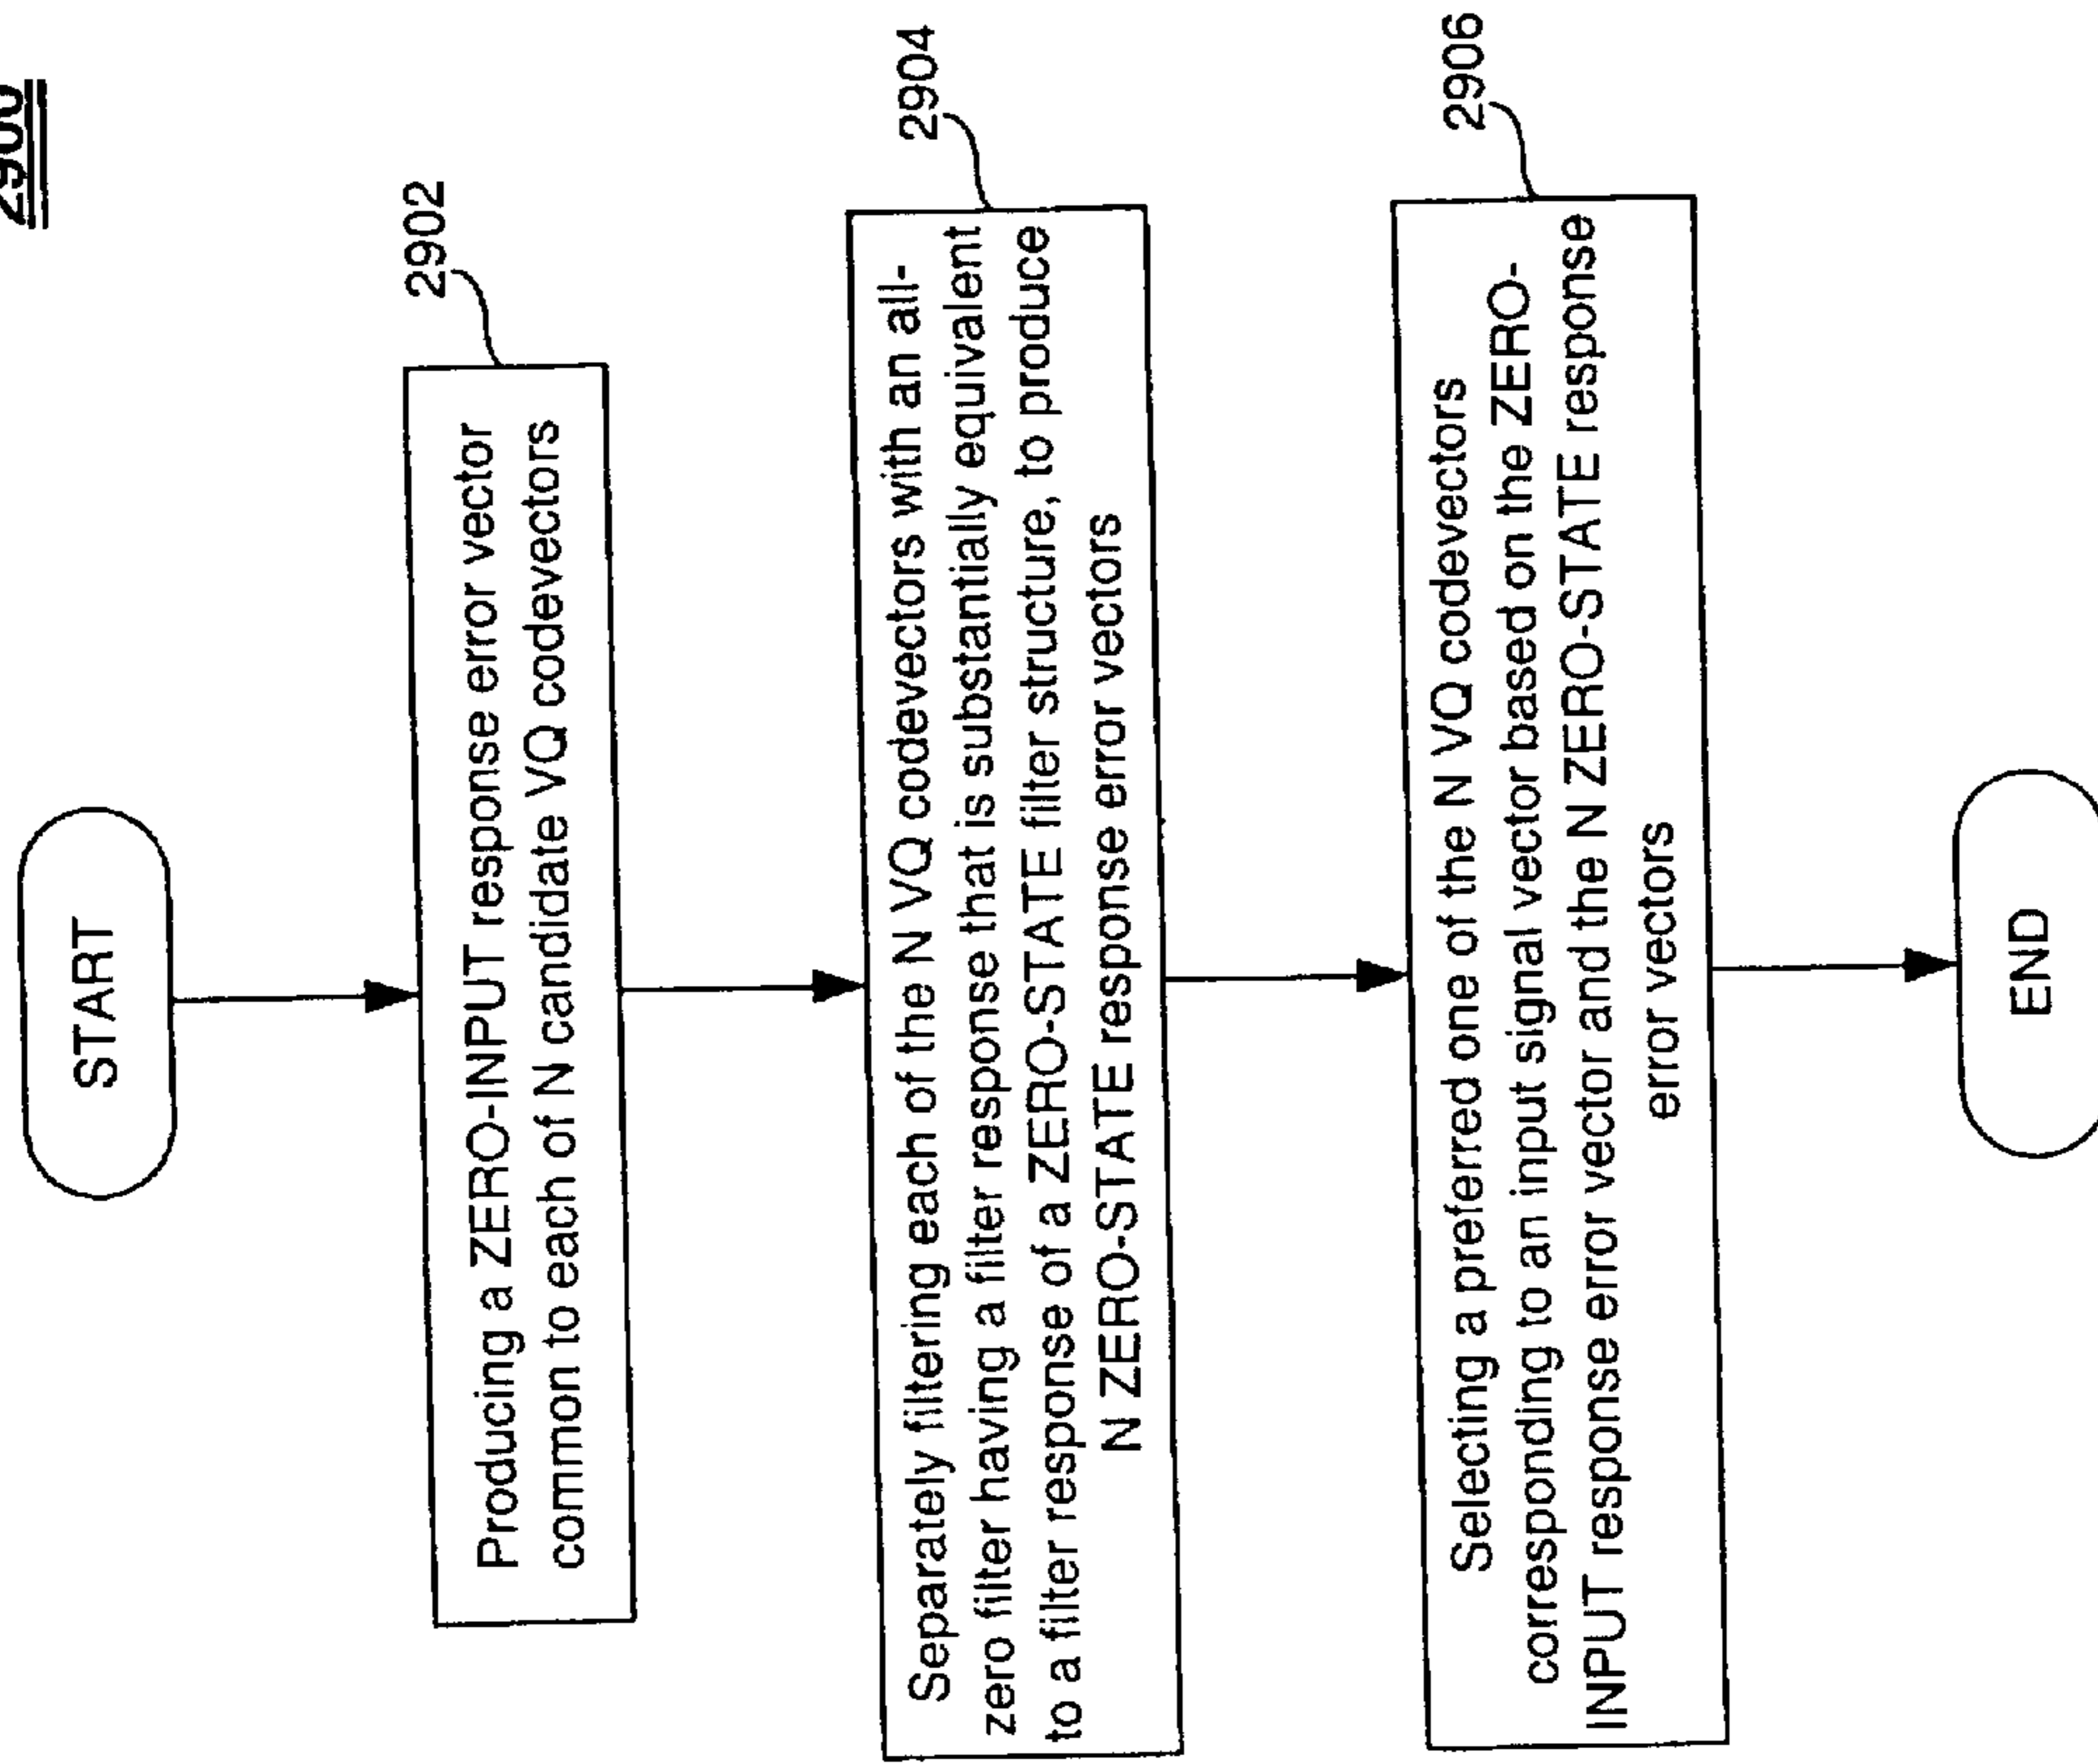 2900
START
2902
Producing a ZERO-INPUT response error vector
common to each of N candidate VQ codevectors
2904
Separately filtering each of the N VQ codevectors with an all-
zero filter having a filter response that is substantially equivalent
to a filter response of a ZERO-STATE filter structure, to produce
N ZERO-STATE response error vectors
2906
Selecting a preferred one of the N VQ codevectors
corresponding to an input signal vector based on the ZERO-
INPUT response error vector and the N ZERO-STATE response
error vectors
END